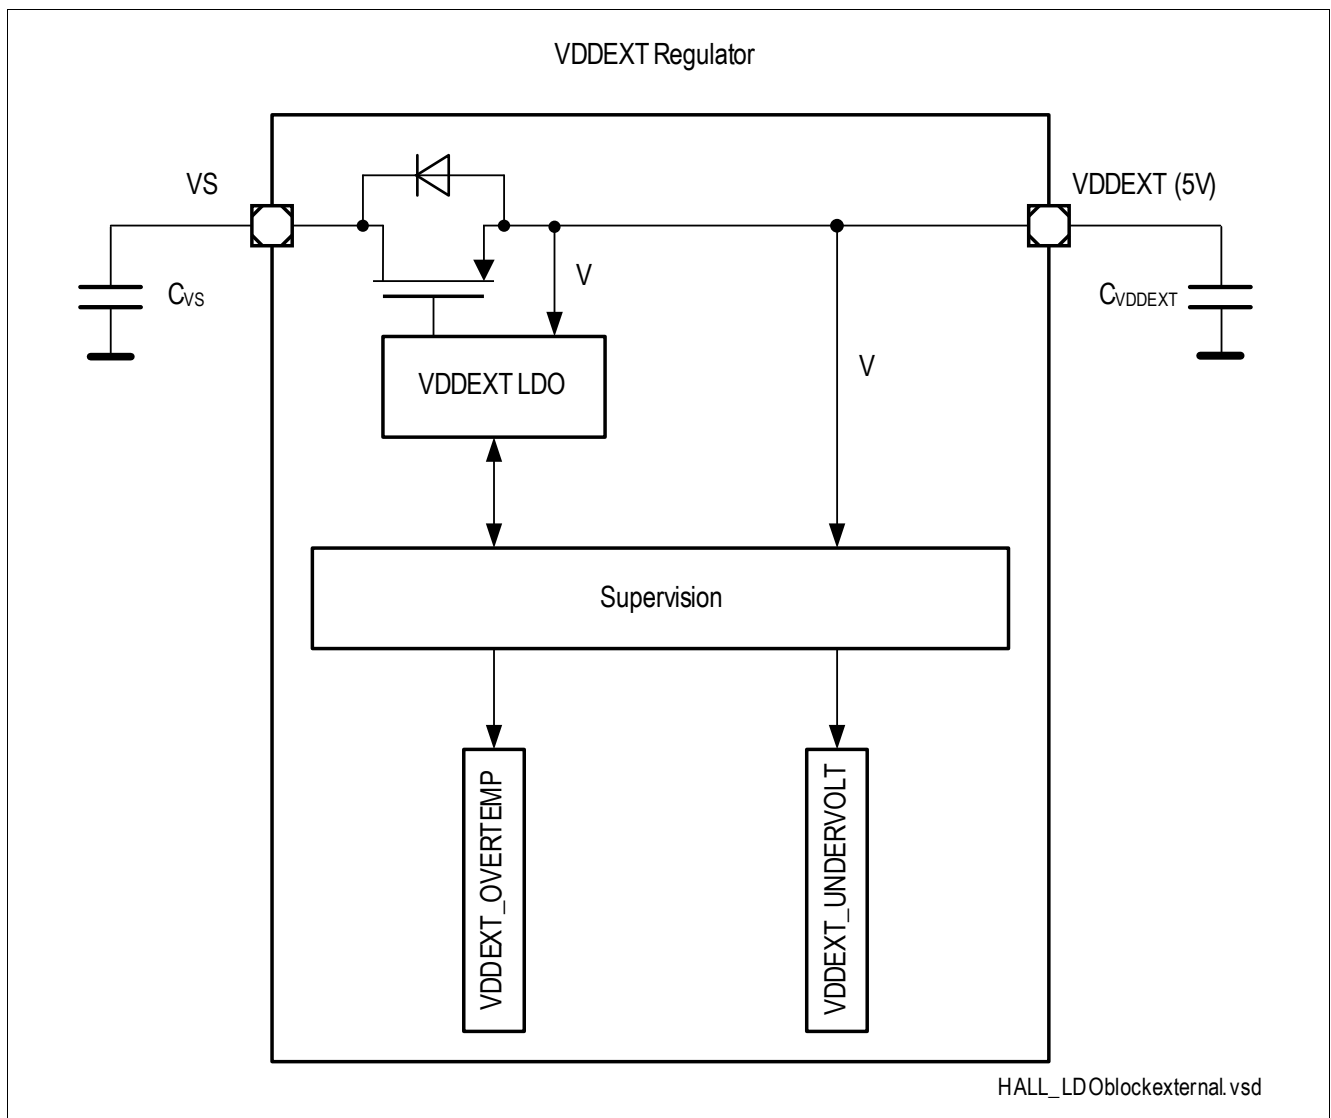 VDDEXT Regulator
VS
VDDEXT (5V)
CVS
V
CVDDEXT
V
VDDEXT LDO
Supervision
VDDEXT_OVERTEMP
VDDEXT_UNDERVOLT
HALL_LDOblockexternal.vsd